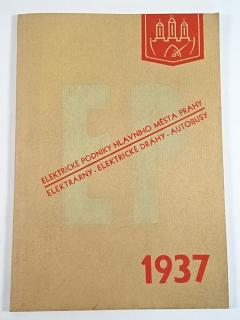 EP
ELEKTRICKÉ PODNIKY HLAVNÍHO MĚSTA PRAHY
ELEKTRÁRNY - ELEKTRICKÉ DRÁHY - AUTOBUSY
1937